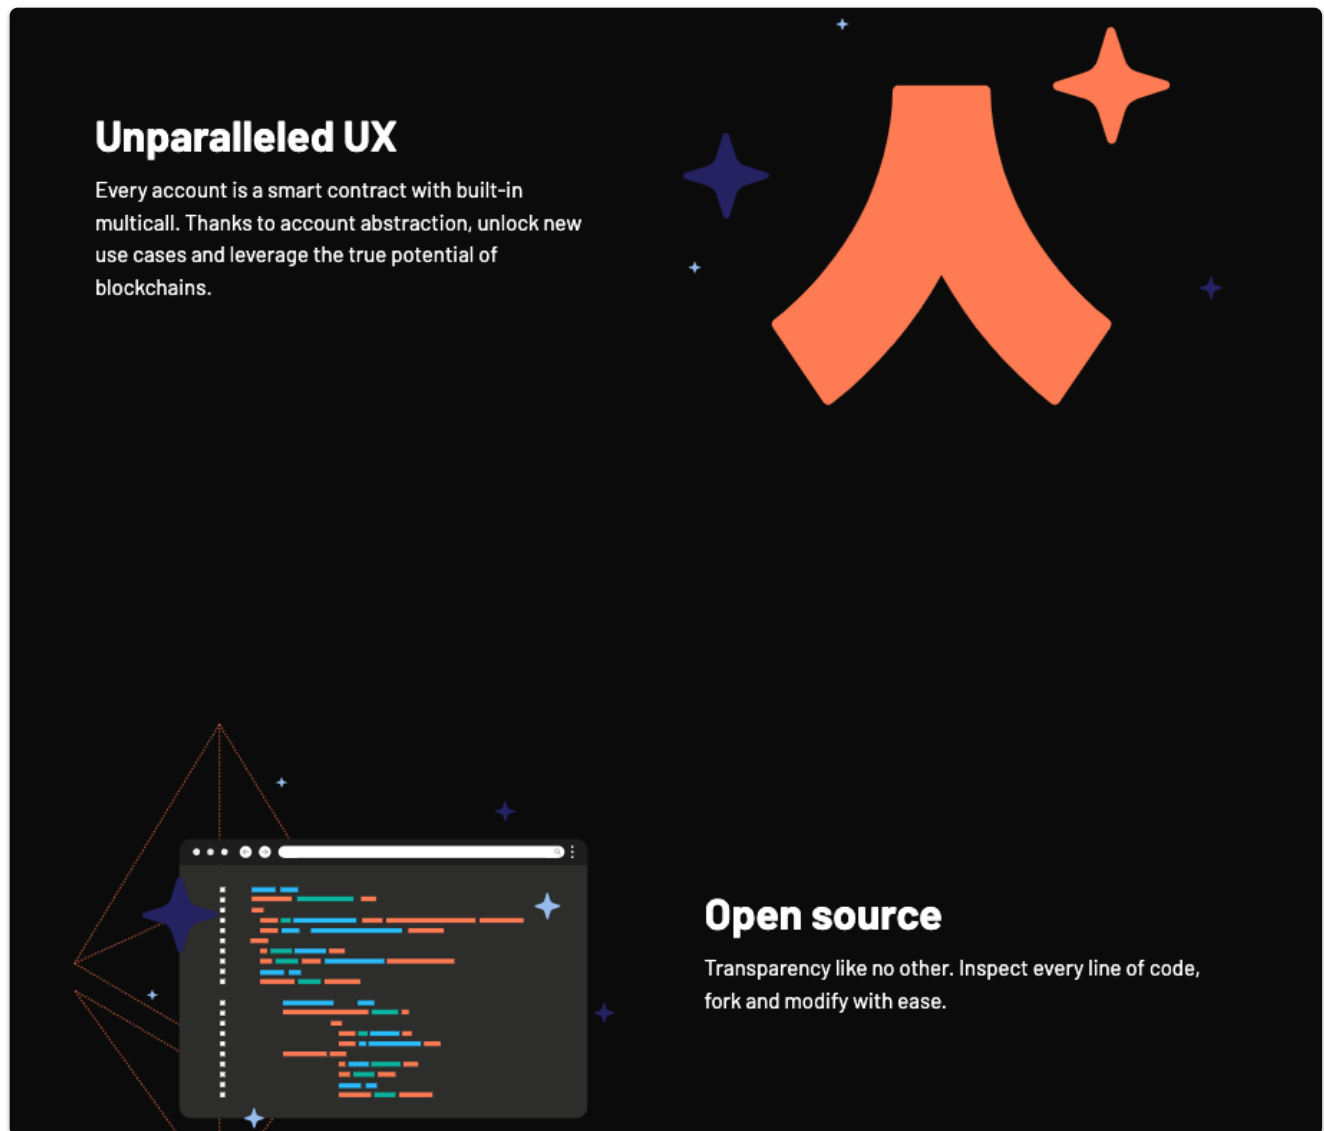 Unparalleled UX
Every account is a smart contract with built-in
multicall. Thanks to account abstraction, unlock new
use cases and leverage the true potential of
blockchains.
Open source
Transparency like no other. Inspect every line of code,
fork and modify with ease.